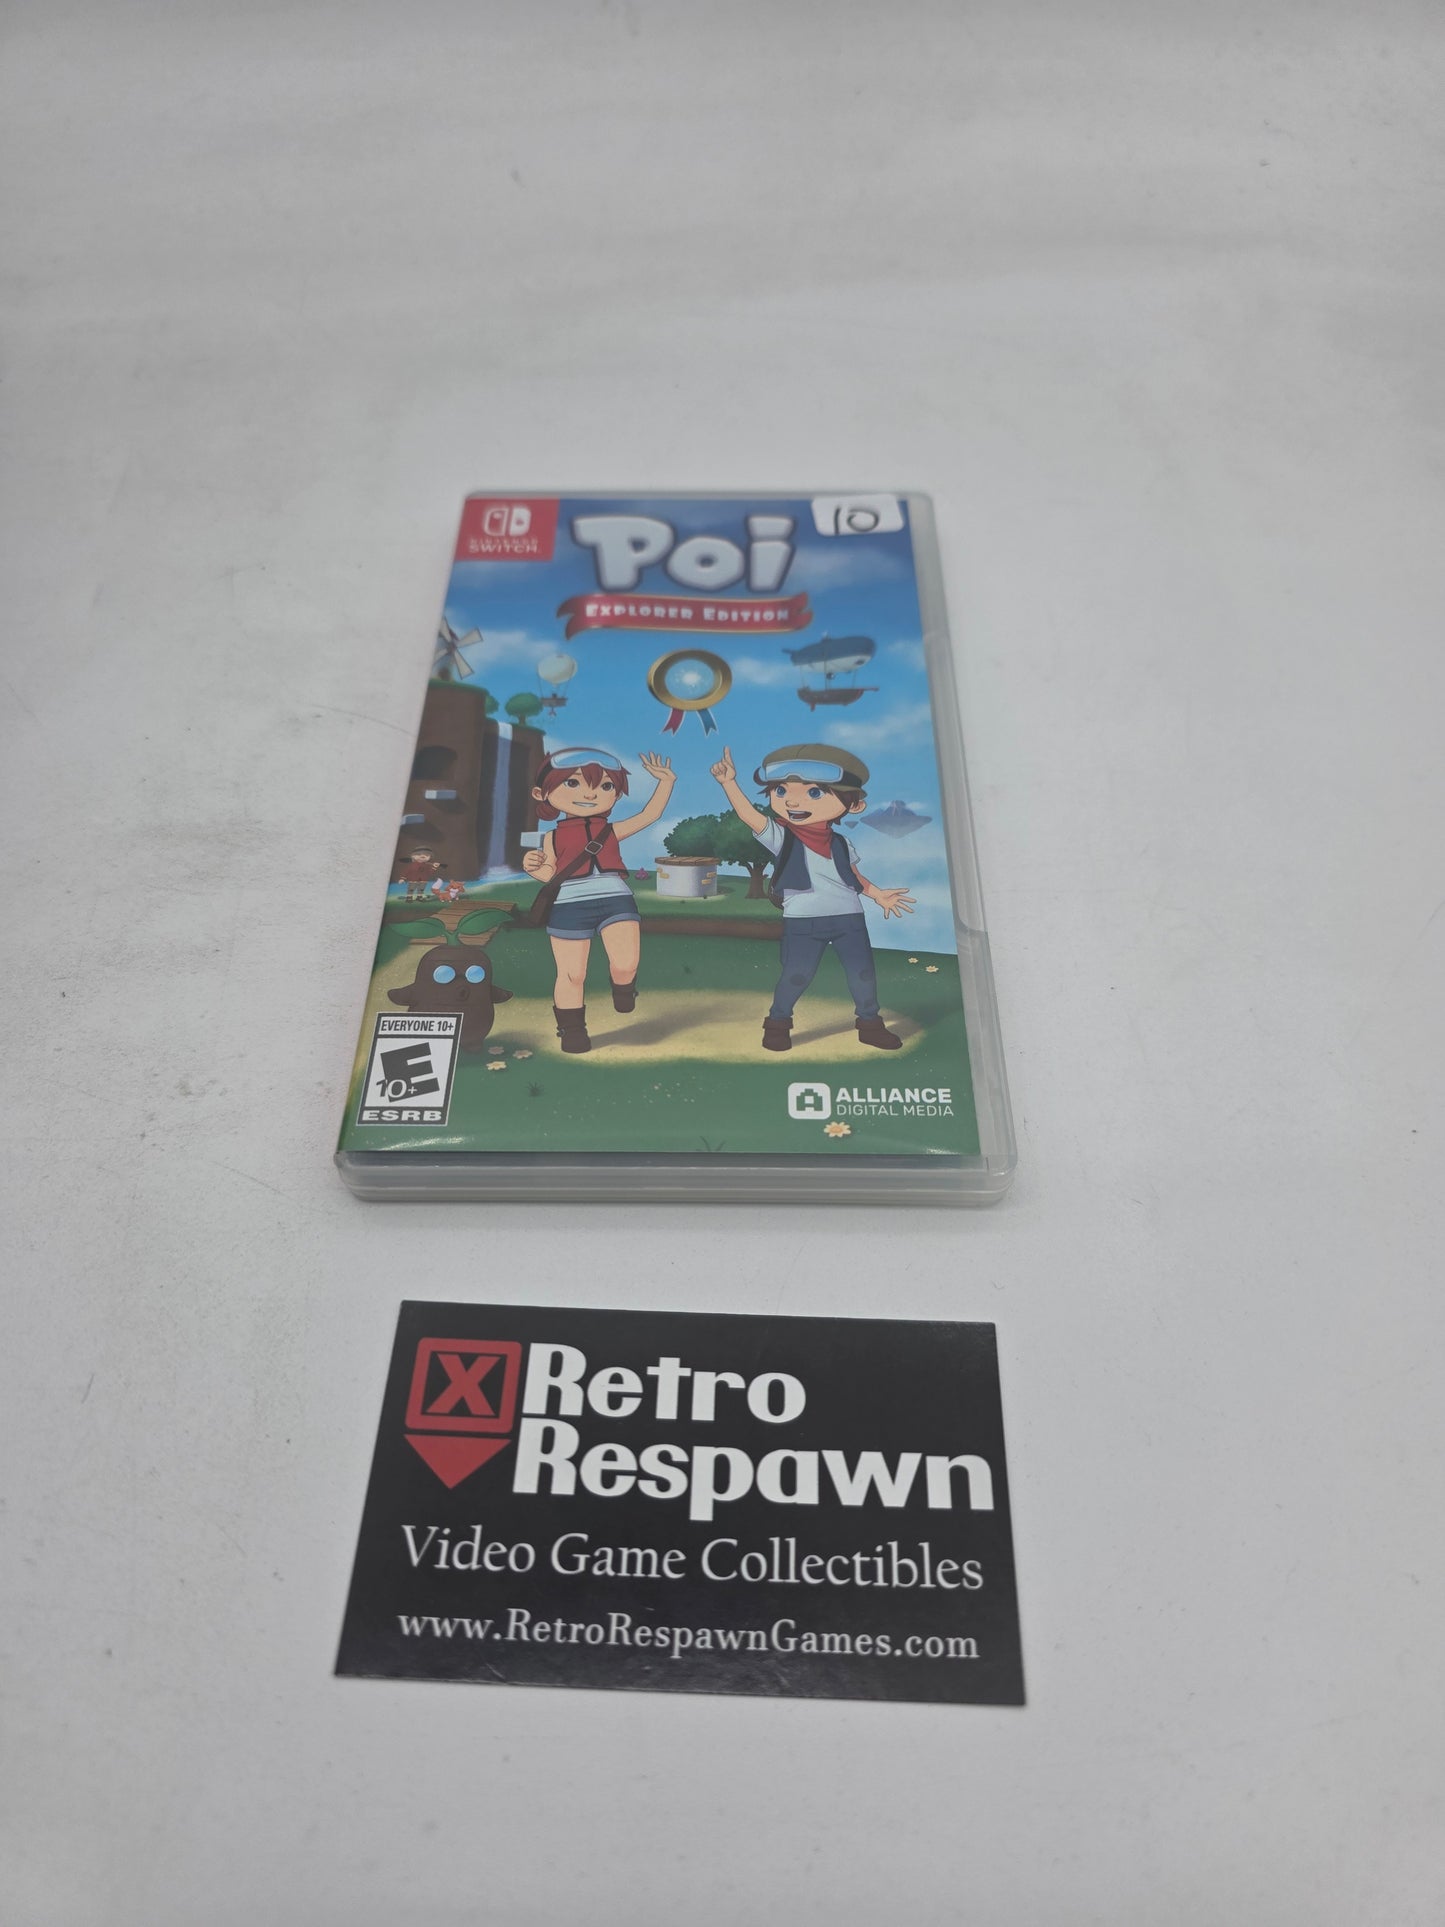 NINTENDO
SWITCH
Poi
10
EXPLORER EDITION
EVERYONE 10+
E
10+
ESRB
ALLIANCE
DIGITAL MEDIA
X
Retro
Respawn
Video Game Collectibles
www.RetroRespawnGames.com